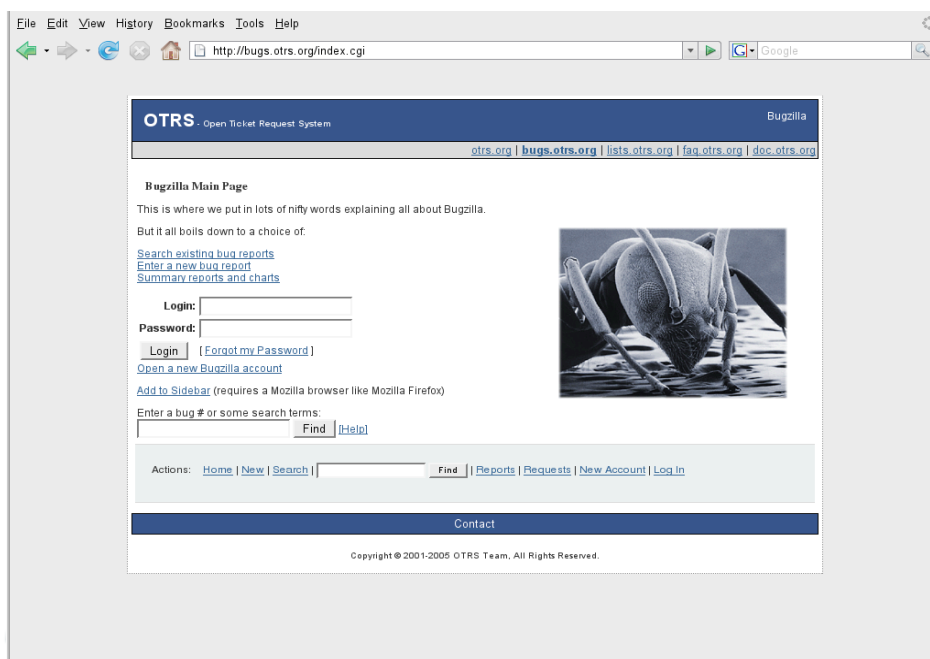 File Edit View History Bookmarks Tools Help
http://bugs.otrs.org/index.cgi
G Google
OTRS - Open Ticket Request System
Bugzilla
otrs.org | bugs.otrs.org | lists.otrs.org | faq.otrs.org | doc.otrs.org
Bugzilla Main Page
This is where we put in lots of nifty words explaining all about Bugzilla.
But it all boils down to a choice of:
Search existing bug reports
Enter a new bug report
Summary reports and charts
Login:
Password:
Login [ Forgot my Password ]
Open a new Bugzilla account
Add to Sidebar (requires a Mozilla browser like Mozilla Firefox)
Enter a bug # or some search terms:
Find [Help]
Actions: Home | New | Search | Find | Reports | Requests | New Account | Log In
Contact
Copyright © 2001-2005 OTRS Team, All Rights Reserved.